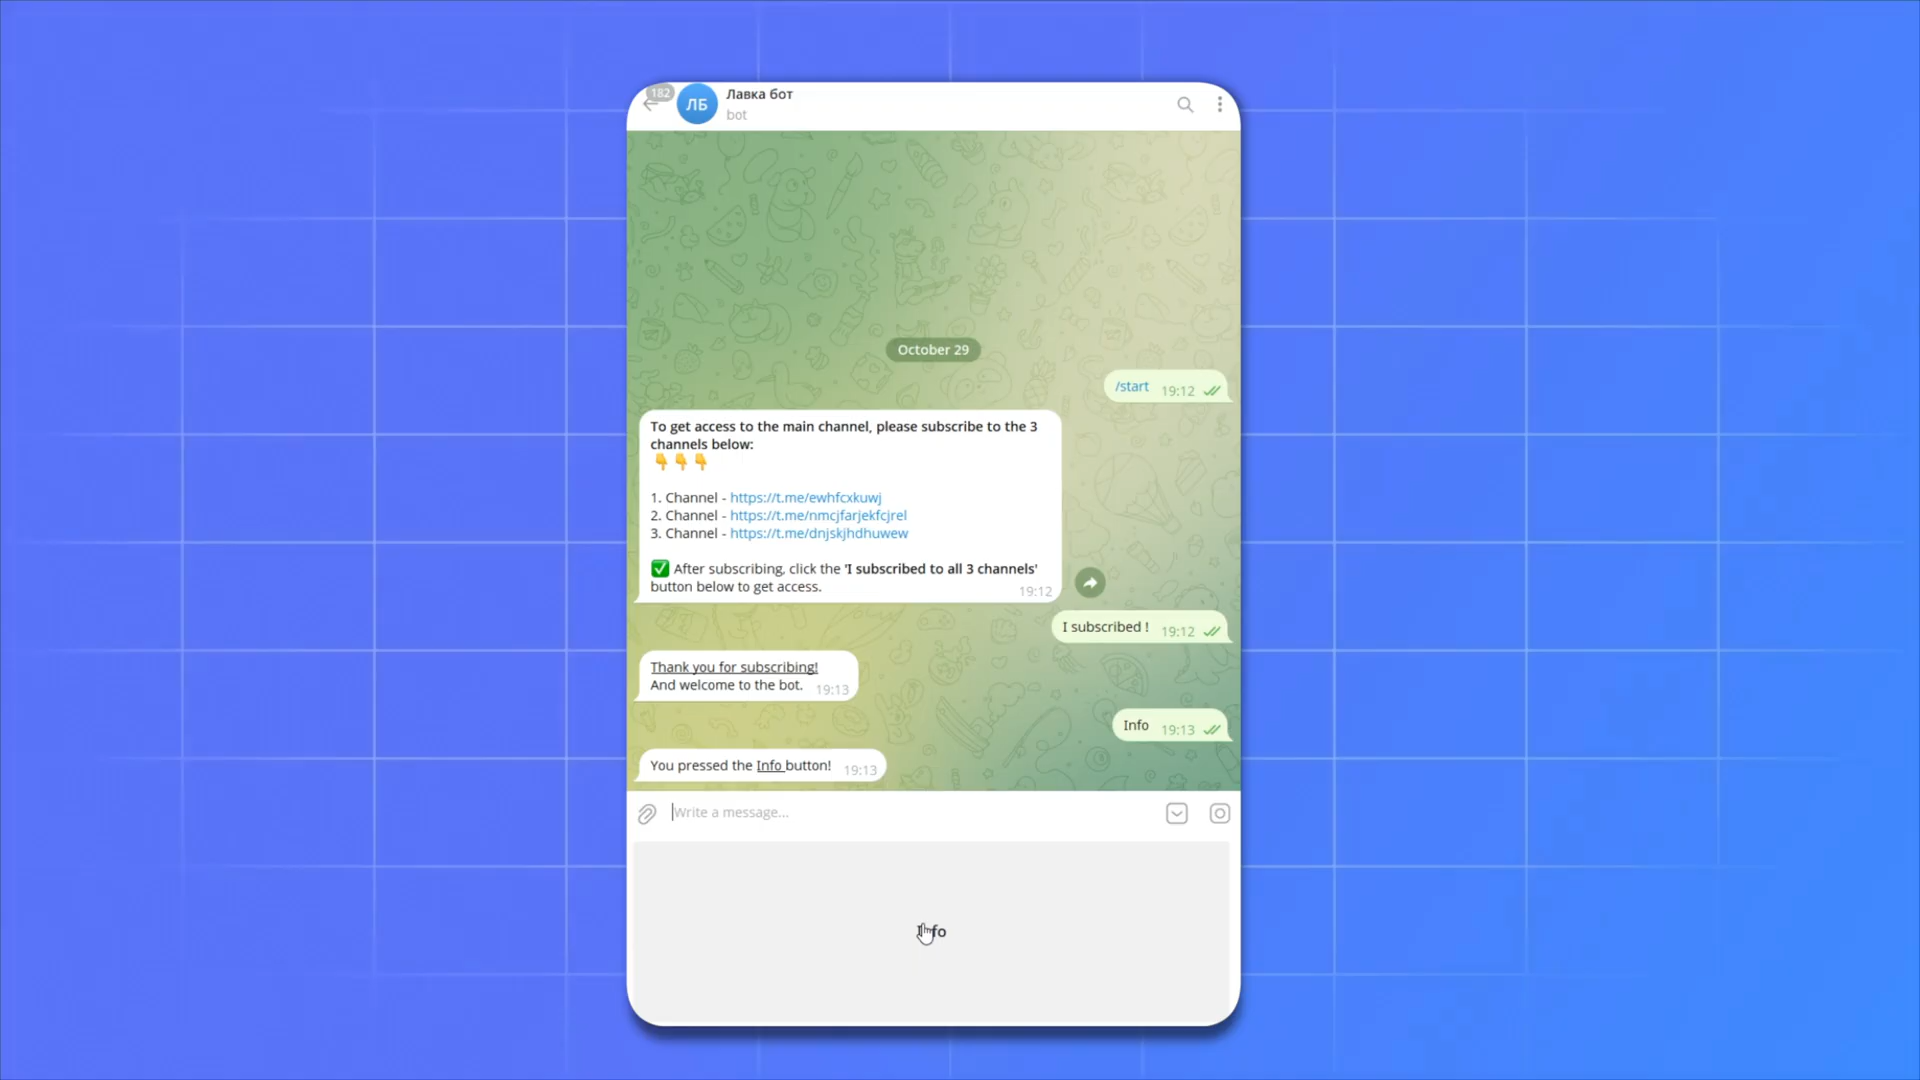 182
ЛБ
Лавка бот
bot
October 29
/start 19:12
To get access to the main channel, please subscribe to the 3
channels below:
👇👇👇
1. Channel - https://t.me/ewhfcxkuwj
2. Channel - https://t.me/nmcjfarjekfcjrel
3. Channel - https://t.me/dnjskjhdhuwew
✅ After subscribing, click the 'I subscribed to all 3 channels'
button below to get access. 19:12
I subscribed ! 19:12
Thank you for subscribing!
And welcome to the bot. 19:13
Info 19:13
You pressed the Info button! 19:13
Write a message...
Info